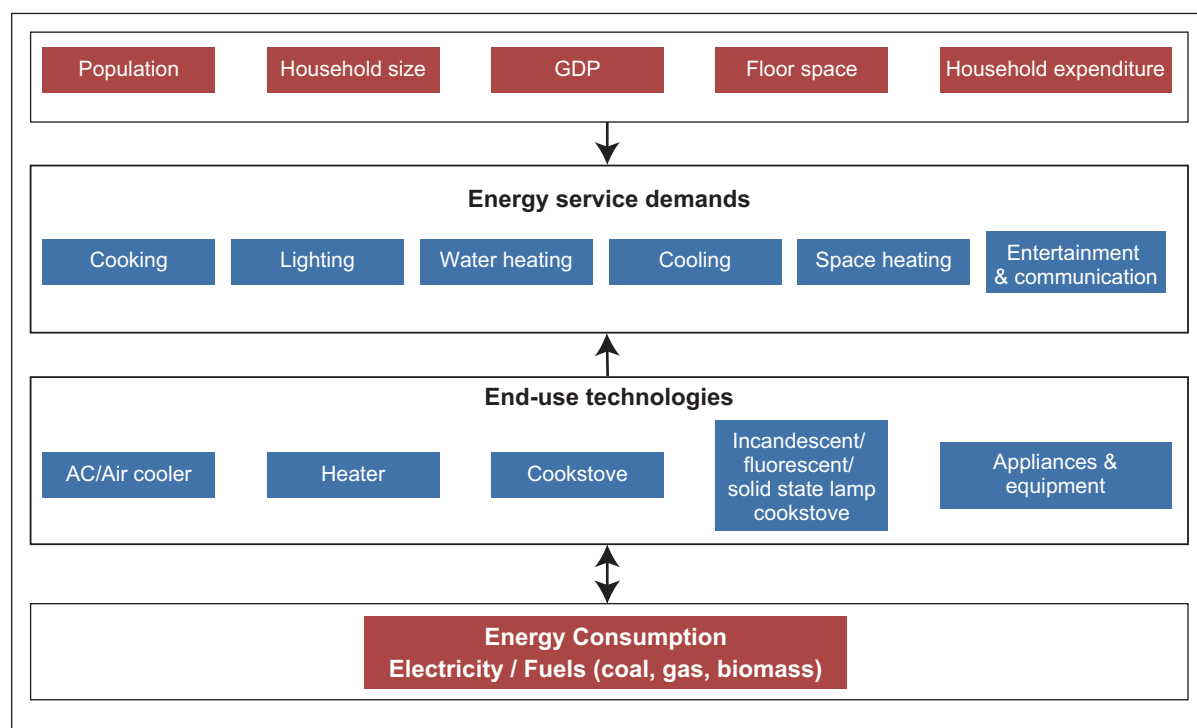 Population
Household size
GDP
Floor space
Household expenditure
Energy service demands
Cooking
Lighting
Water heating
Cooling
Space heating
Entertainment
& communication
End-use technologies
AC/Air cooler
Heater
Cookstove
Incandescent/
fluorescent/
solid state lamp
cookstove
Appliances &
equipment
Energy Consumption
Electricity / Fuels (coal, gas, biomass)